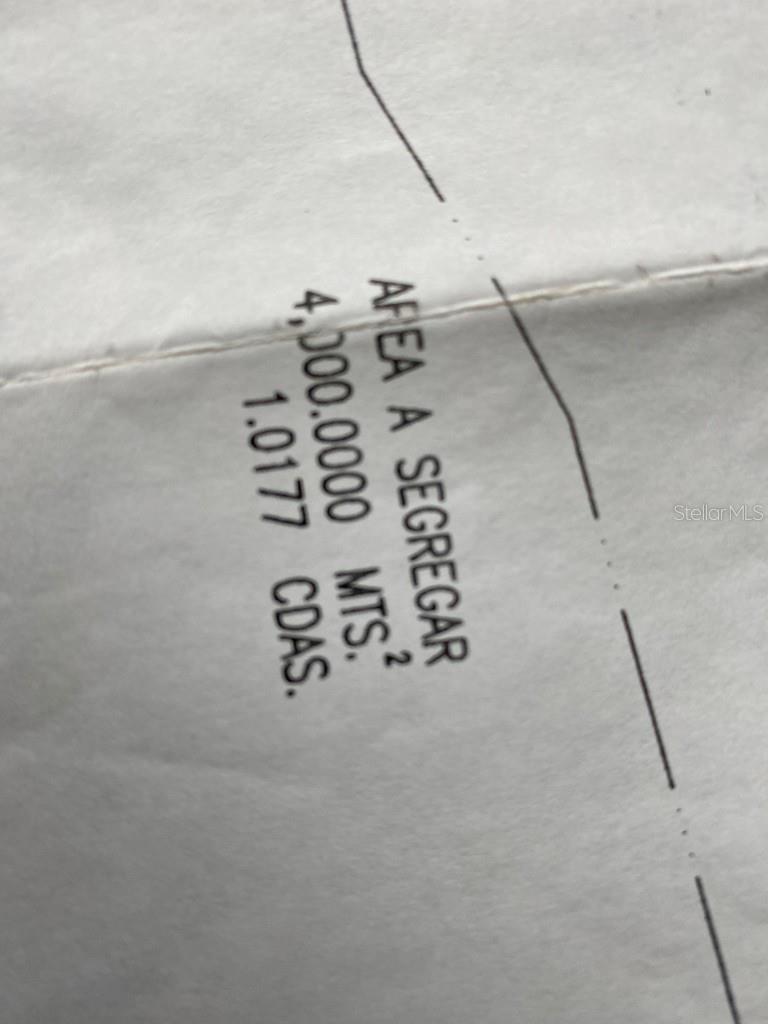 AREA A SEGREGAR
4,000.0000 MTS.²
1.0177 CDAS.
StellarMLS